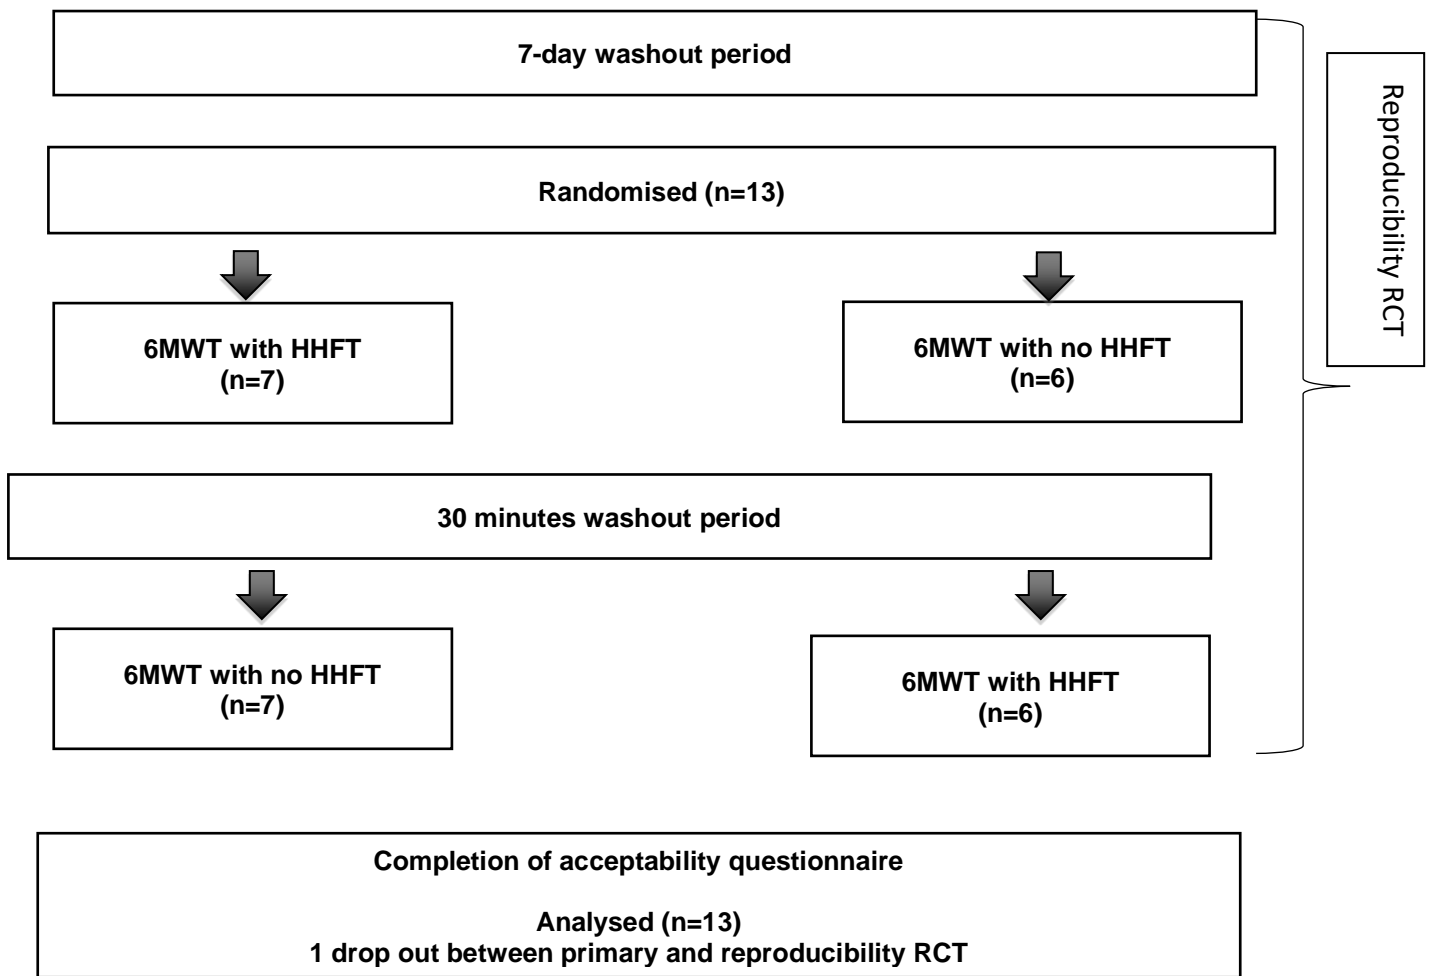 7-day washout period
Reproducibility RCT
Randomised (n=13)
6MWT with HHFT
(n=7)
6MWT with no HHFT
(n=6)
30 minutes washout period
6MWT with no HHFT
(n=7)
6MWT with HHFT
(n=6)
Completion of acceptability questionnaire
Analysed (n=13)
1 drop out between primary and reproducibility RCT